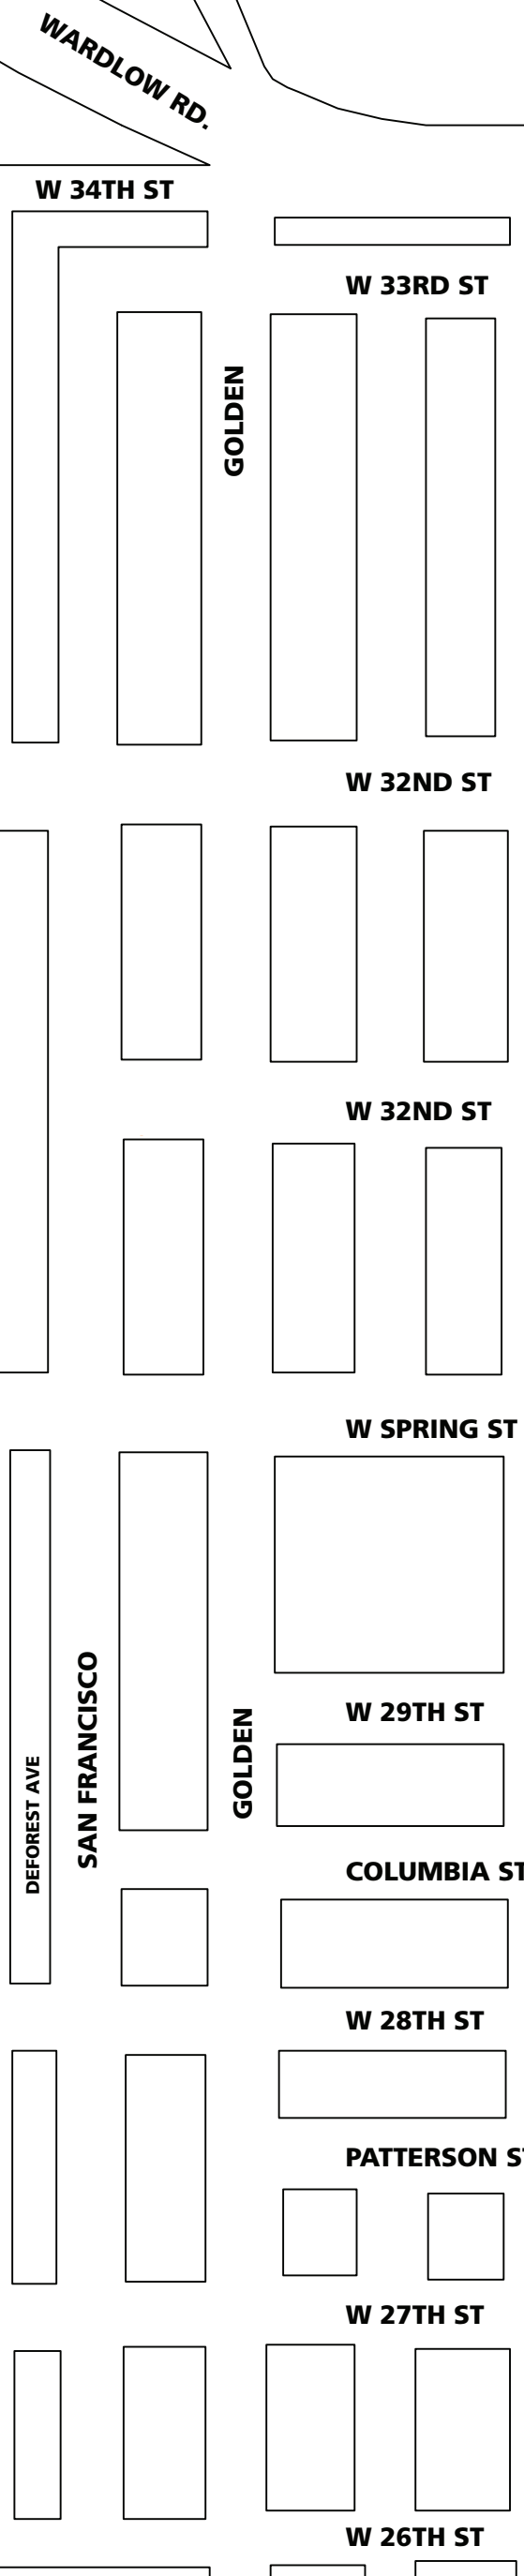 WARDLOW RD.
W 34TH ST
W 33RD ST
GOLDEN
W 32ND ST
W 32ND ST
W SPRING ST
SAN FRANCISCO
W 29TH ST
GOLDEN
DEFOREST AVE
COLUMBIA ST
W 28TH ST
PATTERSON ST
W 27TH ST
W 26TH ST